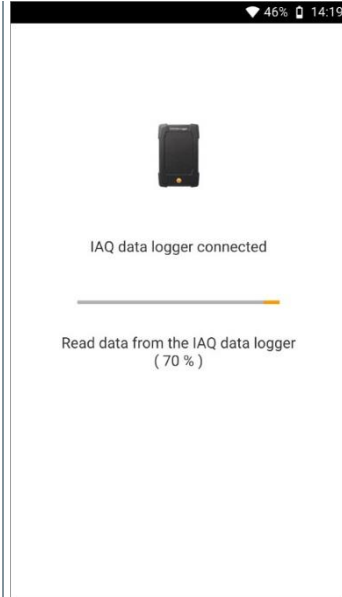 46% 14:19
IAQ data logger connected
Read data from the IAQ data logger
( 70 % )